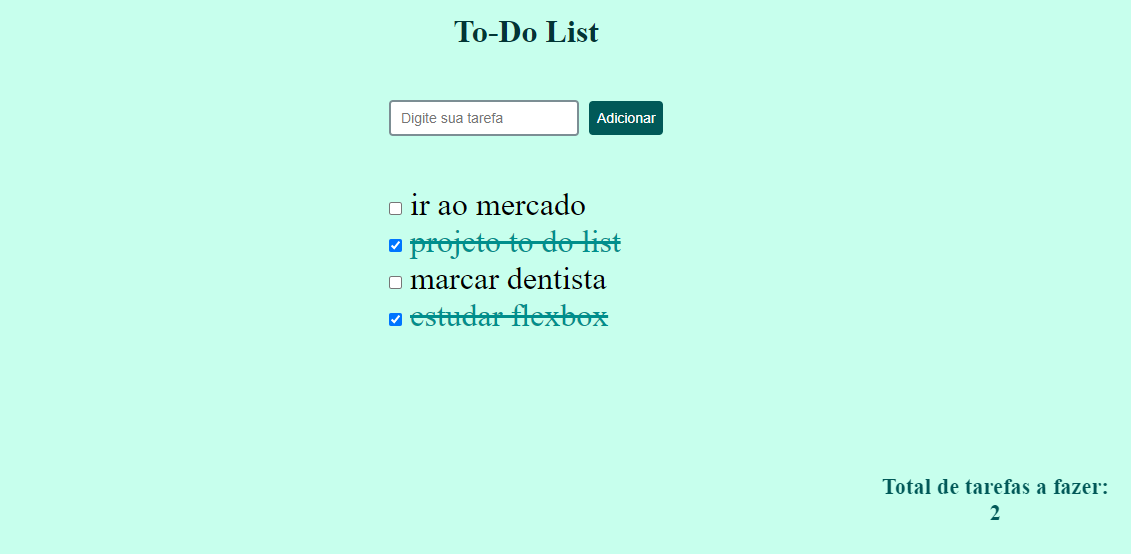 To-Do List
Digite sua tarefa
Adicionar
ir ao mercado
projeto to do list
marcar dentista
estudar flexbox
Total de tarefas a fazer:
2